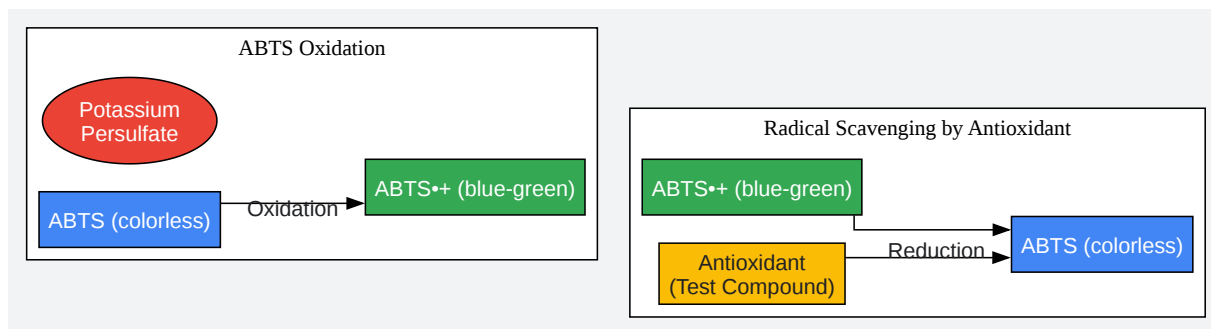 ABTS Oxidation
Potassium
Persulfate
ABTS (colorless)
Oxidation
ABTS•+ (blue-green)
Radical Scavenging by Antioxidant
ABTS•+ (blue-green)
Antioxidant
(Test Compound)
Reduction
ABTS (colorless)